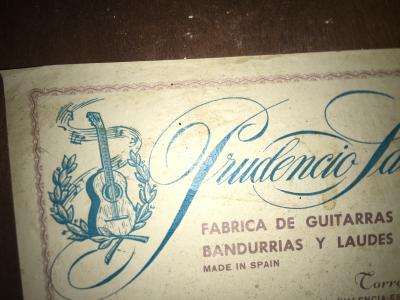 Prudencio
FABRICA DE GUITARRAS
BANDURRIAS Y LAUDES
MADE IN SPAIN